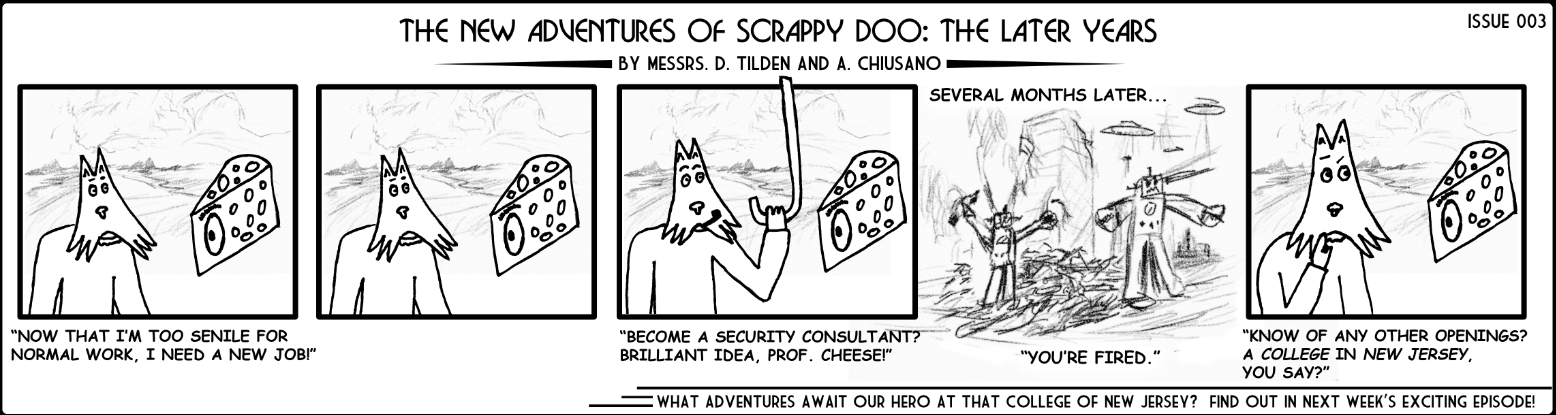 THE NEW ADVENTURES OF SCRAPPY DOO: THE LATER YEARS
ISSUE 003
BY MESSRS. D. TILDEN AND A. CHIUSANO
"NOW THAT I'M TOO SENILE FOR
NORMAL WORK, I NEED A NEW JOB!"
"BECOME A SECURITY CONSULTANT?
BRILLIANT IDEA, PROF. CHEESE!"
SEVERAL MONTHS LATER...
"YOU'RE FIRED."
"KNOW OF ANY OTHER OPENINGS?
A COLLEGE IN NEW JERSEY,
YOU SAY?"
WHAT ADVENTURES AWAIT OUR HERO AT THAT COLLEGE OF NEW JERSEY? FIND OUT IN NEXT WEEK'S EXCITING EPISODE!